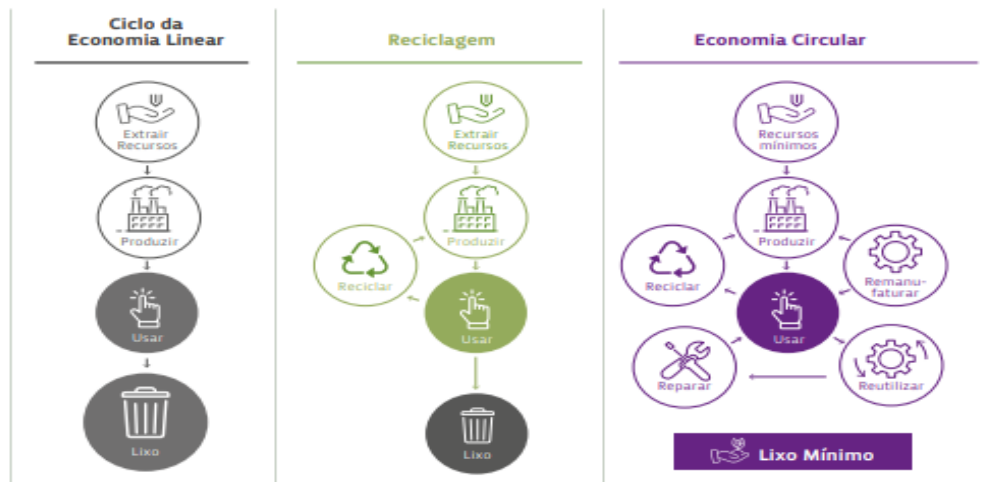 Ciclo da
Economia Linear
Extrair
Recursos
Produzir
Usar
Lixo
Reciclagem
Extrair
Recursos
Produzir
Reciclar
Usar
Lixo
Economia Circular
Recursos
mínimos
Produzir
Reciclar
Remanu-
faturar
Usar
Reparar
Reutilizar
Lixo Mínimo